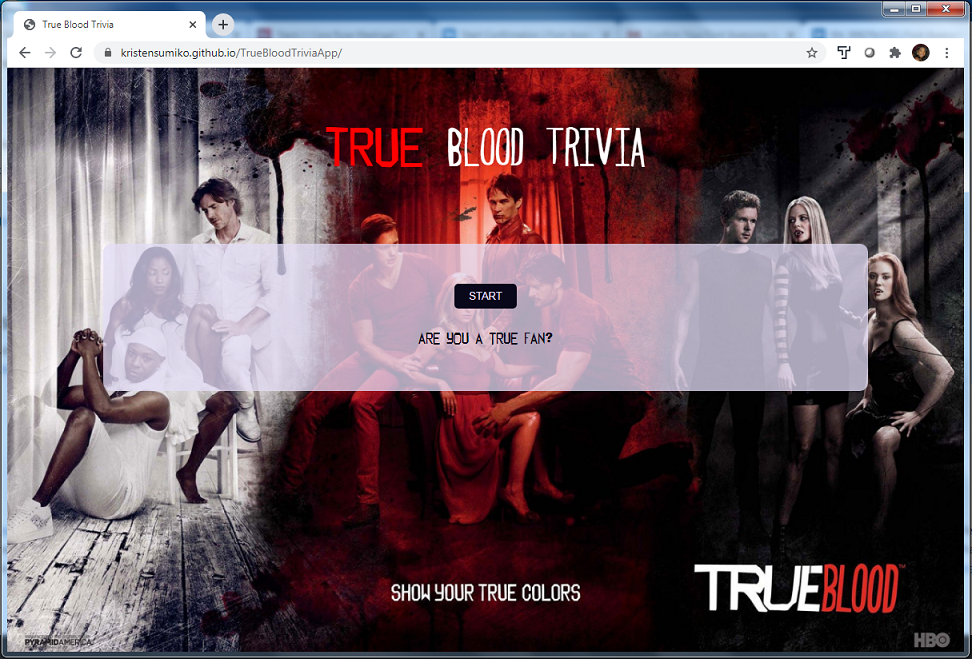 True Blood Trivia
kristensumiko.github.io/TrueBloodTriviaApp/
TRUE BLOOD TRIVIA
START
ARE YOU A TRUE FAN?
SHOW YOUR TRUE COLORS
TRUEBLOOD™
PYRAMIDAMERICA
HBO